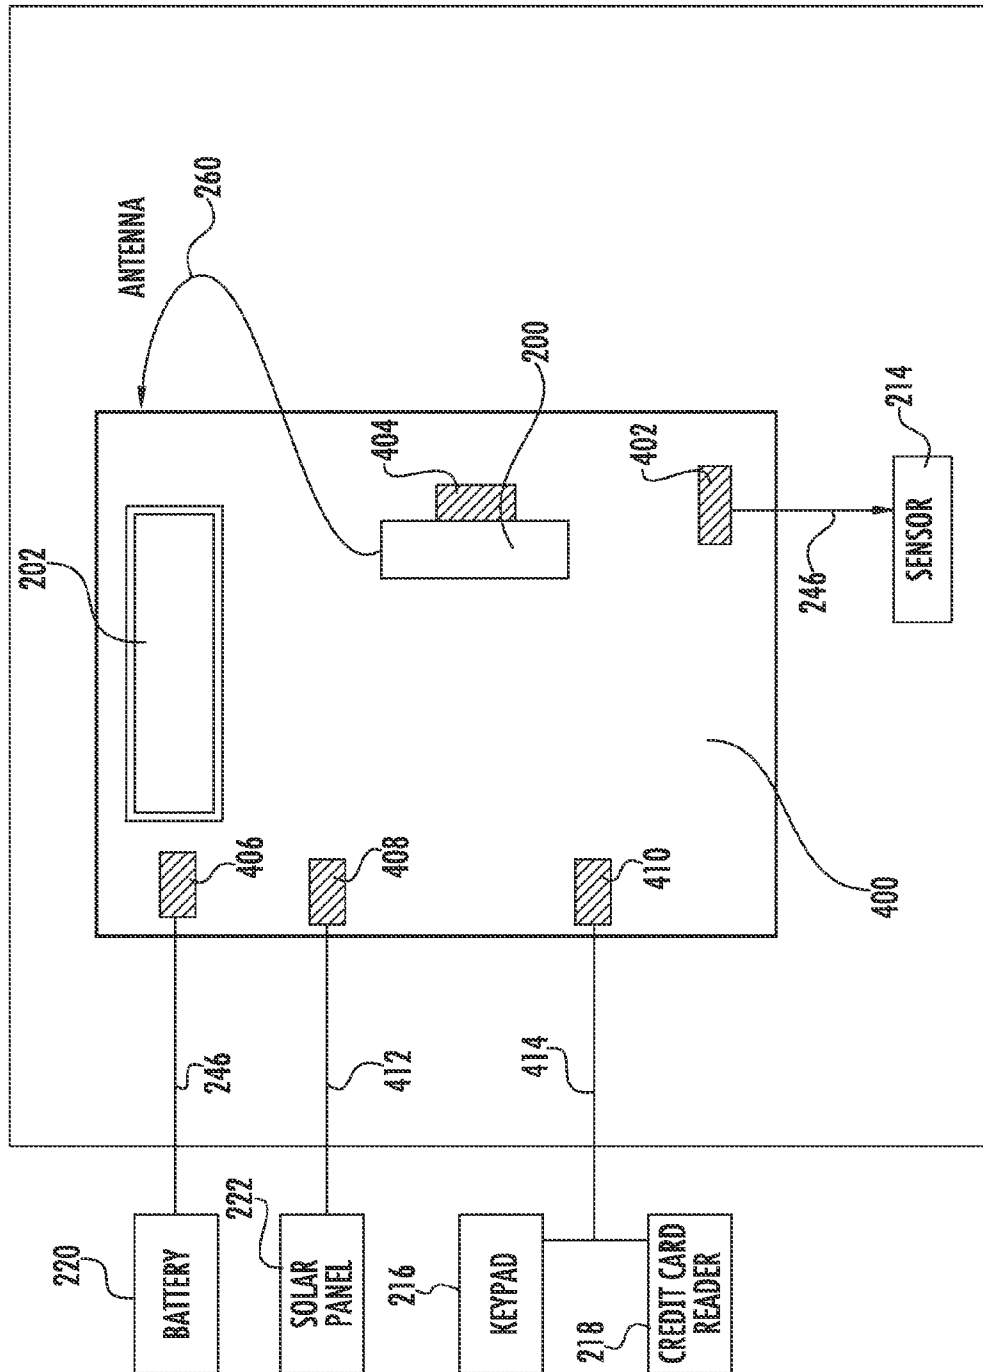 202
220
ANTENNA
BATTERY
246
260
222
406
SOLAR
PANEL
412
408
404
216
KEYPAD
414
200
218
410
402
CREDIT CARD
READER
246
400
214
SENSOR